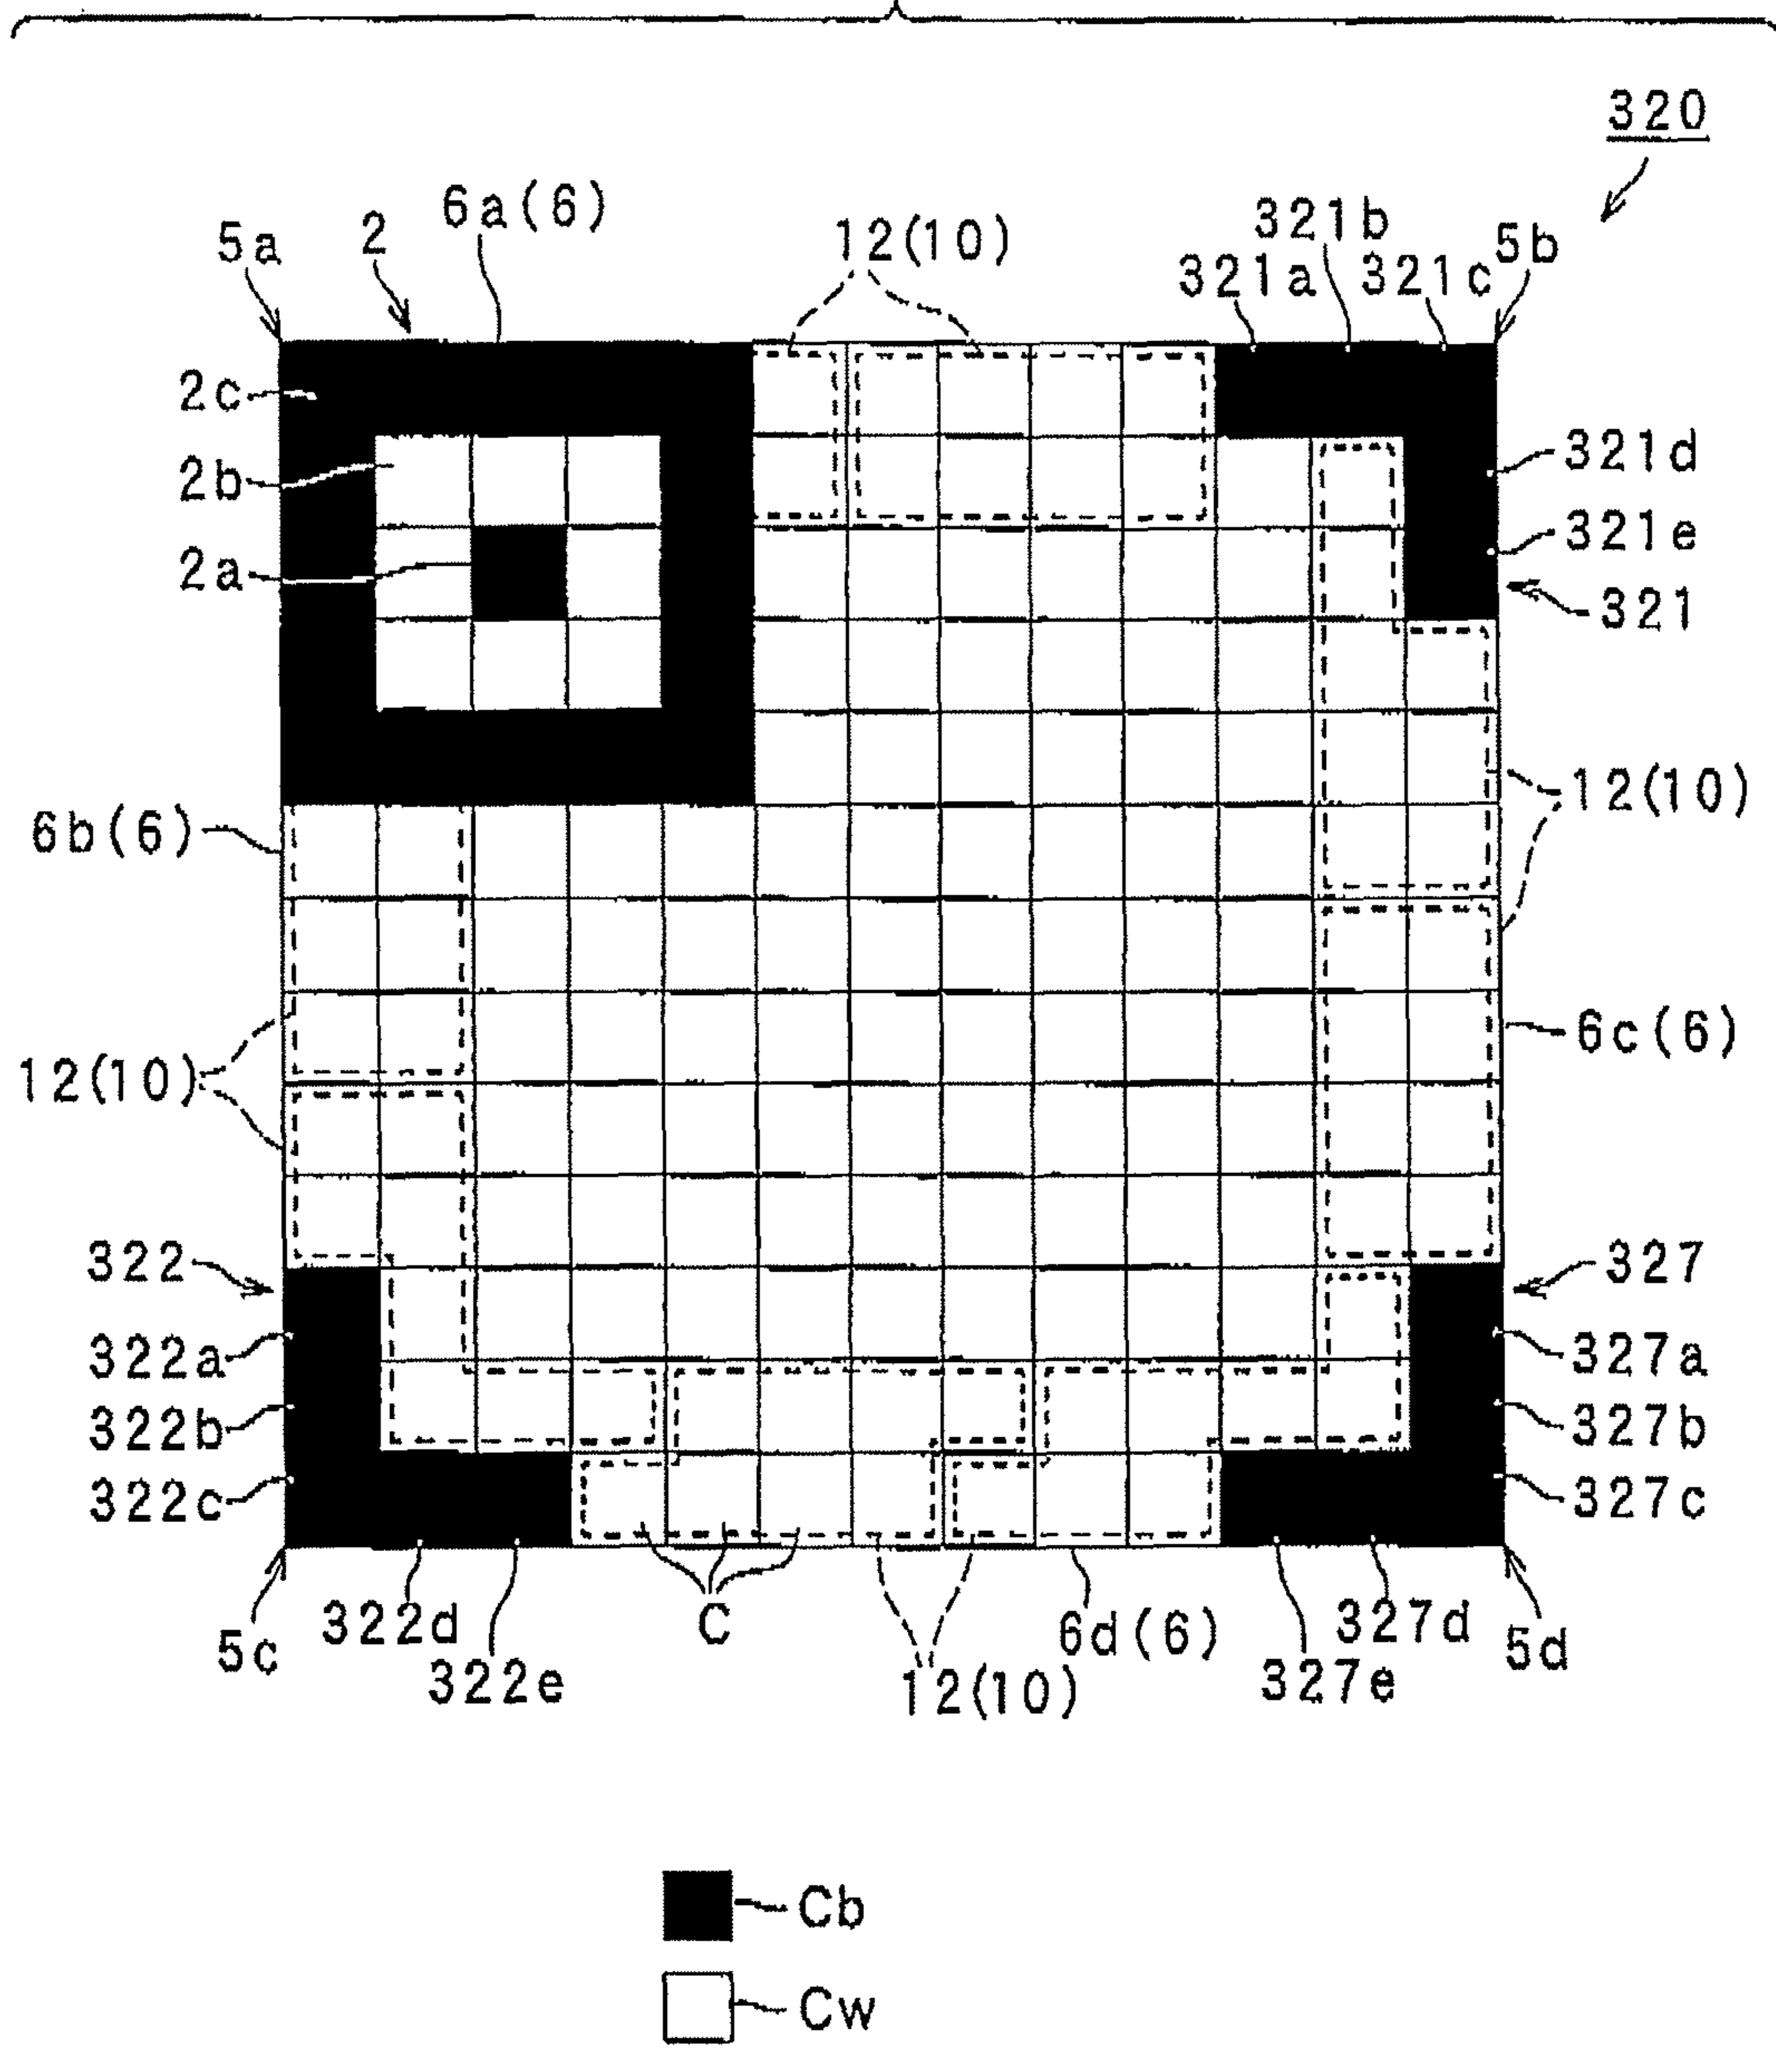 320
6a(6)
2
5a
12(10)
321b
5b
321a
321c
2c
2b
321d
2a
321e
321
12(10)
6b(6)
6c(6)
12(10)
322
327
322a
327a
322b
327b
322c
327c
322d
C
6d(6)
327d
5c
5d
322e
12(10)
327e
Cb
Cw